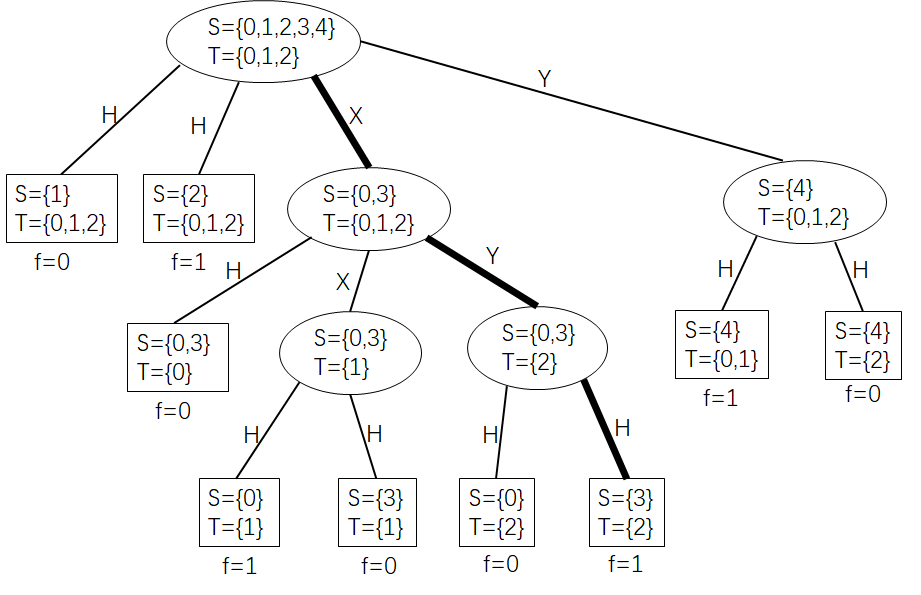 S={0,1,2,3,4}
T={0,1,2}
H
H
X
Y
S={1}
T={0,1,2}
f=0
S={2}
T={0,1,2}
f=1
S={0,3}
T={0,1,2}
S={4}
T={0,1,2}
H
X
Y
H
H
S={0,3}
T={0}
f=0
S={0,3}
T={1}
S={0,3}
T={2}
S={4}
T={0,1}
f=1
S={4}
T={2}
f=0
H
H
H
H
S={0}
T={1}
f=1
S={3}
T={1}
f=0
S={0}
T={2}
f=0
S={3}
T={2}
f=1